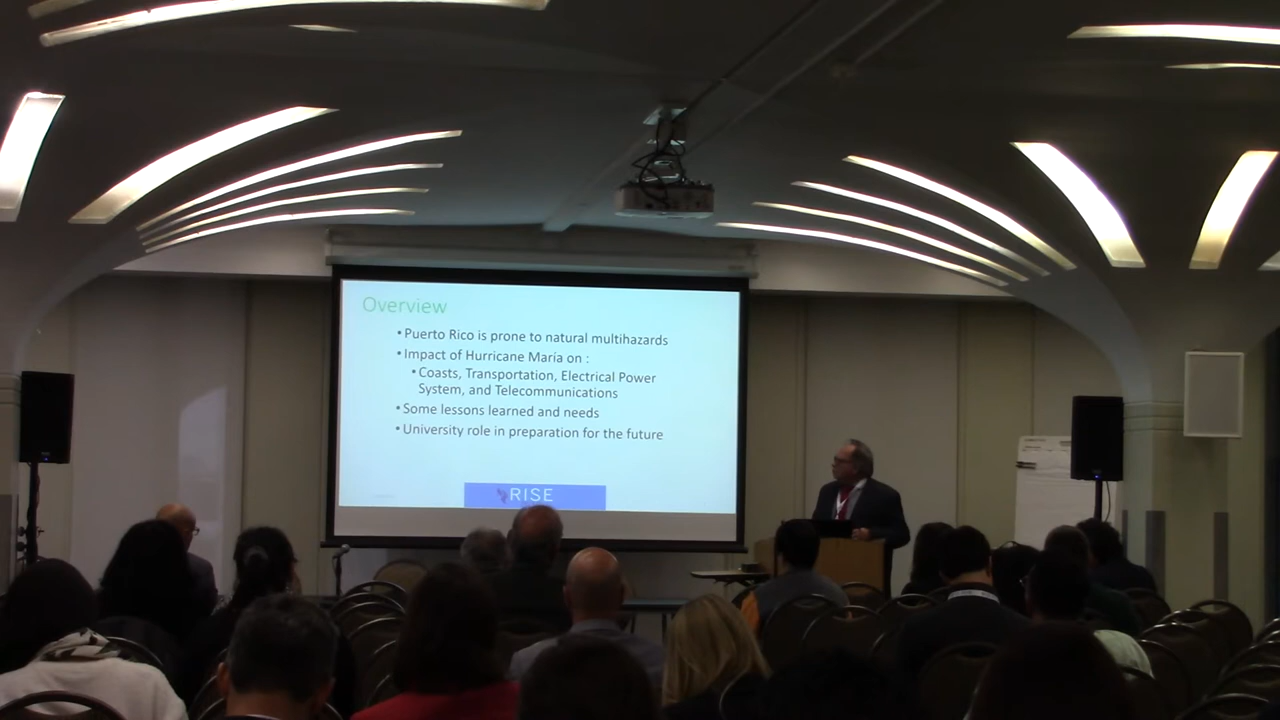 Overview
• Puerto Rico is prone to natural multihazards
• Impact of Hurricane María on :
• Coasts, Transportation, Electrical Power
System, and Telecommunications
• Some lessons learned and needs
• University role in preparation for the future
RISE